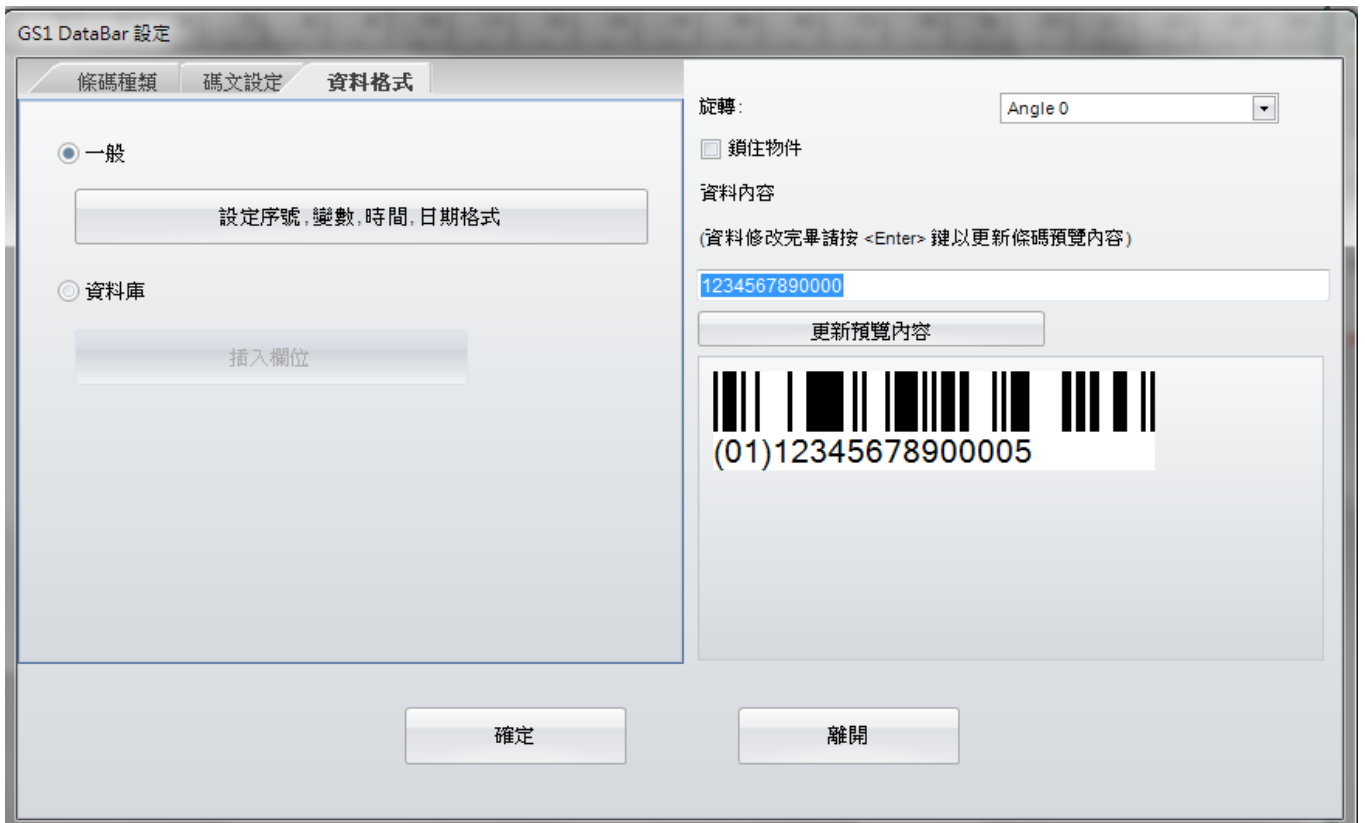 GS1 DataBar 設定
條碼種類
碼文設定
資料格式
一般
設定序號,變數,時間,日期格式
資料庫
插入欄位
旋轉:
Angle 0
鎖住物件
資料內容
(資料修改完畢請按 <Enter> 鍵以更新條碼預覽內容)
1234567890000
更新預覽內容
(01)12345678900005
確定
離開